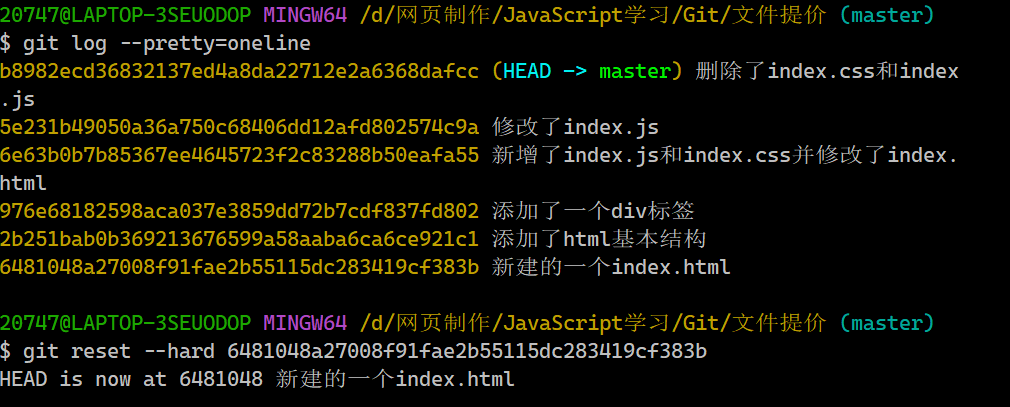 20747@LAPTOP-3SEUODOP MINGW64 /d/网页制作/JavaScript学习/Git/文件提价 (master)
$ git log --pretty=oneline
b8982ecd36832137ed4a8da22712e2a6368dafcc (HEAD -> master) 删除了index.css和index
.js
5e231b49050a36a750c68406dd12afd802574c9a 修改了index.js
6e63b0b7b85367ee4645723f2c83288b50eafa55 新增了index.js和index.css并修改了index.
html
976e68182598aca037e3859dd72b7cdf837fd802 添加了一个div标签
2b251bab0b369213676599a58aaba6ca6ce921c1 添加了html基本结构
6481048a27008f91fae2b55115dc283419cf383b 新建的一个index.html
20747@LAPTOP-3SEUODOP MINGW64 /d/网页制作/JavaScript学习/Git/文件提价 (master)
$ git reset --hard 6481048a27008f91fae2b55115dc283419cf383b
HEAD is now at 6481048 新建的一个index.html